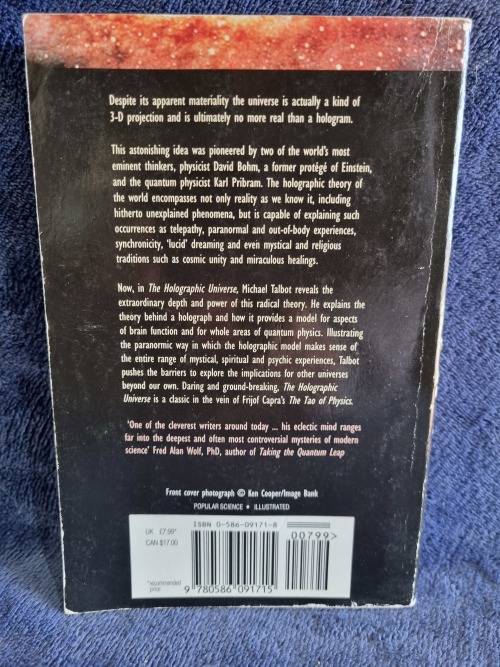 Despite its apparent materiality the universe is actually a kind of
3-D projection and is ultimately no more real than a hologram.
This astonishing idea was pioneered by two of the world's most
eminent thinkers, physicist David Bohm, a former protégé of Einstein,
and the quantum physicist Karl Pribram. The holographic theory of
the world encompasses not only reality as we know it, including
hitherto unexplained phenomena, but is capable of explaining such
occurrences as telepathy, paranormal and out-of-body experiences,
synchronicity, 'lucid' dreaming and even mystical and religious
traditions such as cosmic unity and miraculous healings.
Now, in The Holographic Universe, Michael Talbot reveals the
extraordinary depth and power of this radical theory. He explains the
theory behind a holograph and how it provides a model for aspects
of brain function and for whole areas of quantum physics. Illustrating
the paranormic way in which the holographic model makes sense of
the entire range of mystical, spiritual and psychic experiences, Talbot
pushes the barriers to explore the implications for other universes
beyond our own. Daring and ground-breaking, The Holographic
Universe is a classic in the vein of Frijof Capra's The Tao of Physics.
'One of the cleverest writers around today ... his eclectic mind ranges
far into the deepest and often most controversial mysteries of modern
science' Fred Alan Wolf, PhD, author of Taking the Quantum Leap
Front cover photograph © Ken Cooper/Image Bank
POPULAR SCIENCE • ILLUSTRATED
UK £7.99*
CAN $17.00
ISBN 0-586-09171-8
00799>
*recommended
price
9 780586 091715